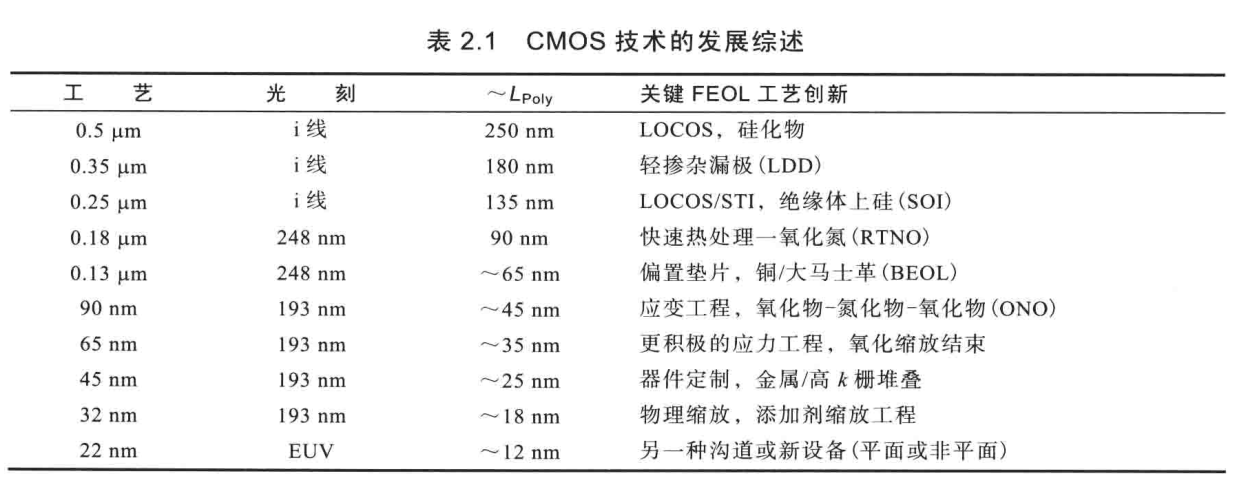 表 2.1 CMOS 技术的发展综述
工 艺 光 刻 ～LPoly 关键 FEOL 工艺创新
0.5 μm i 线 250 nm LOCOS，硅化物
0.35 μm i 线 180 nm 轻掺杂漏极(LDD)
0.25 μm i 线 135 nm LOCOS/STI，绝缘体上硅(SOI)
0.18 μm 248 nm 90 nm 快速热处理一氧化氮(RTNO)
0.13 μm 248 nm ～65 nm 偏置垫片，铜/大马士革(BEOL)
90 nm 193 nm ～45 nm 应变工程，氧化物-氮化物-氧化物(ONO)
65 nm 193 nm ～35 nm 更积极的应力工程，氧化缩放结束
45 nm 193 nm ～25 nm 器件定制，金属/高 k 栅堆叠
32 nm 193 nm ～18 nm 物理缩放，添加剂缩放工程
22 nm EUV ～12 nm 另一种沟道或新设备(平面或非平面)